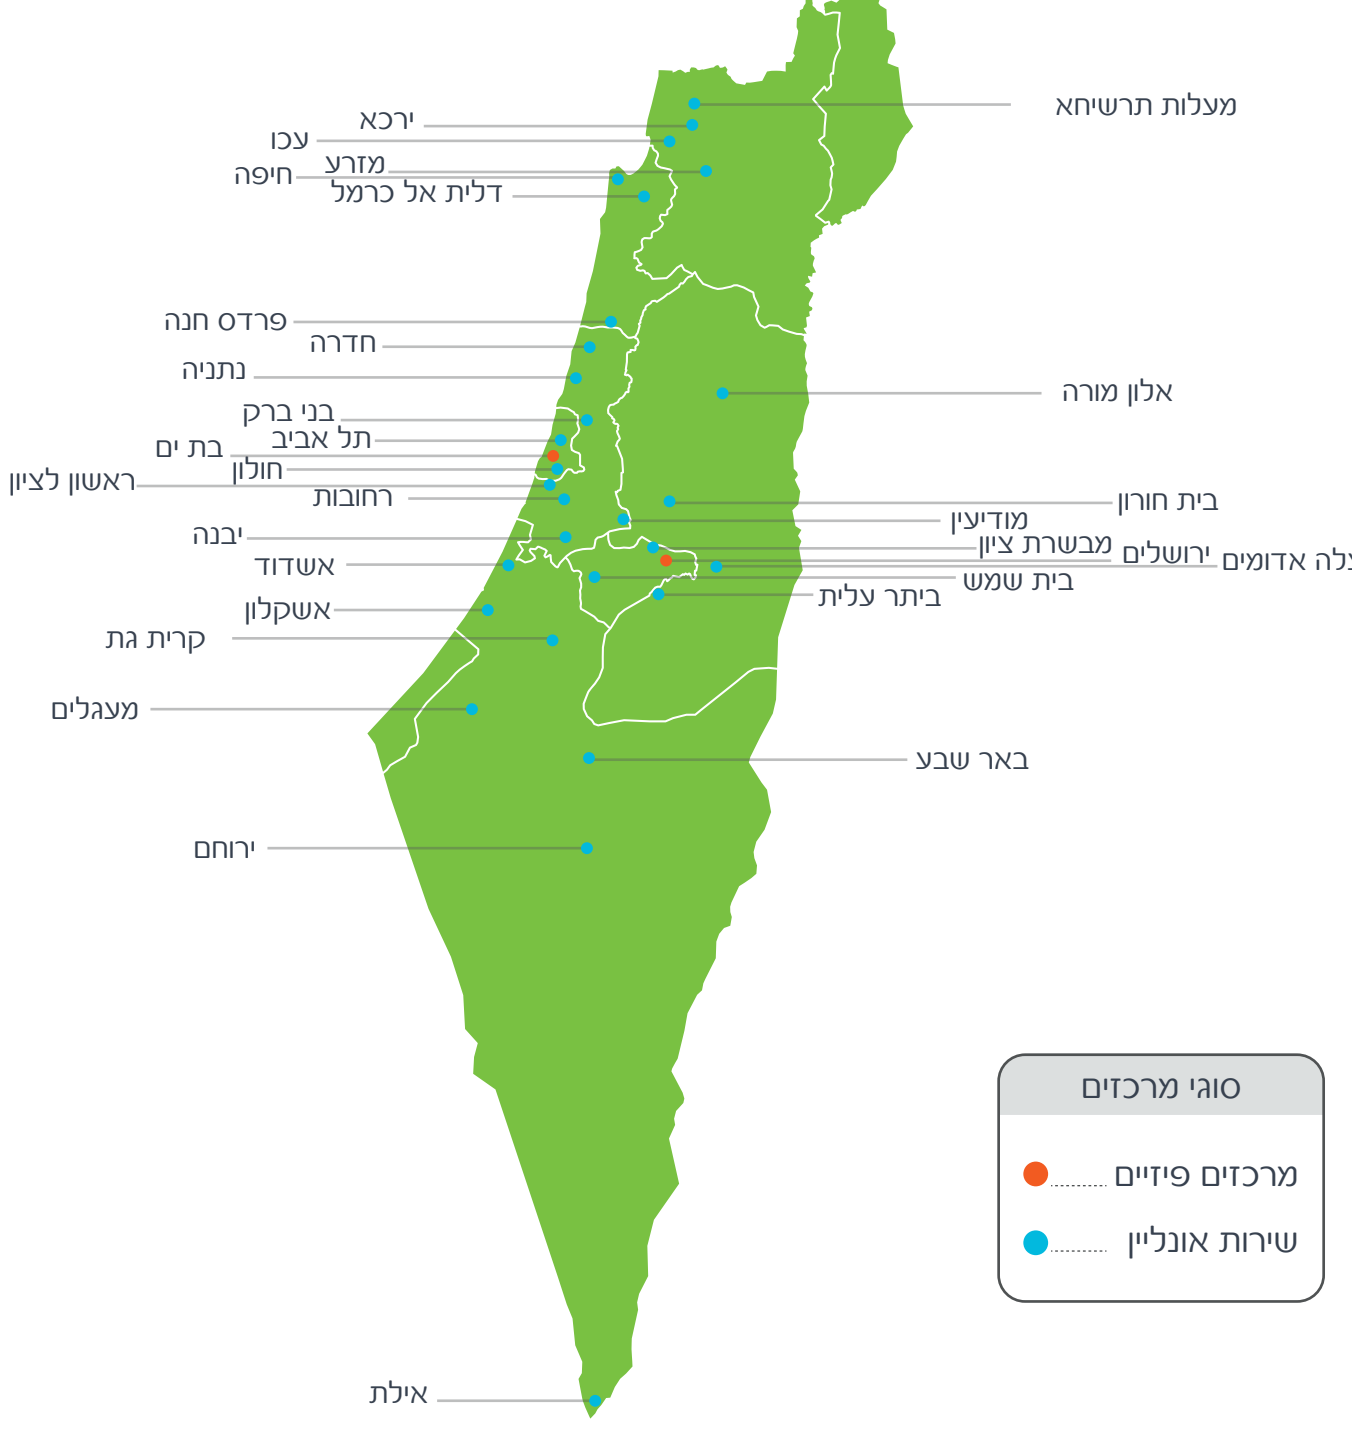 מעלות תרשיחא
ירכא
עכו
מזרע
חיפה
דלית אל כרמל
פרדס חנה
חדרה
נתניה
אלון מורה
בני ברק
תל אביב
בת ים
חולון
ראשון לציון
רחובות
בית חורון
מודיעין
יבנה
מבשרת ציון
ירושלים
עלה אדומים
אשדוד
בית שמש
ביתר עלית
אשקלון
קרית גת
מעגלים
באר שבע
ירוחם
סוגי מרכזים
מרכזים פיזיים
שירות אונליין
אילת